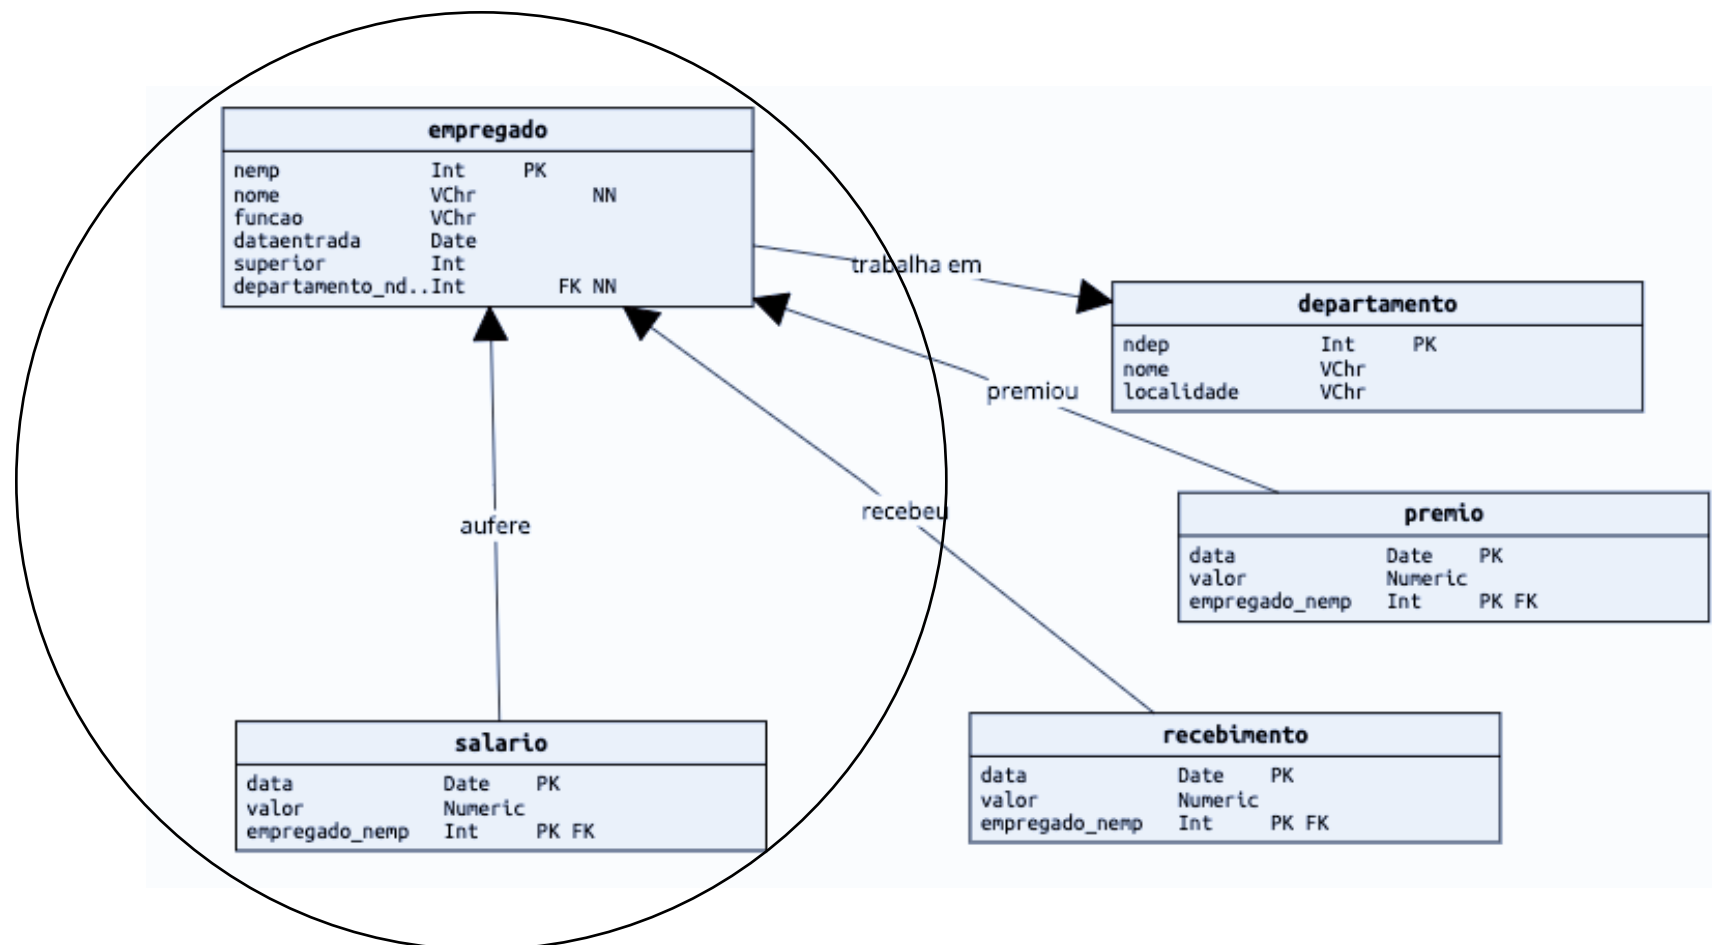 empregado
nemp Int PK
nome VChr NN
funcao VChr
dataentrada Date
superior Int
departamento_nd..Int FK NN
trabalha em
departamento
ndep Int PK
nome VChr
localidade VChr
premiou
premio
data Date PK
valor Numeric
empregado_nemp Int PK FK
recebeu
aufere
salario
data Date PK
valor Numeric
empregado_nemp Int PK FK
recebimento
data Date PK
valor Numeric
empregado_nemp Int PK FK